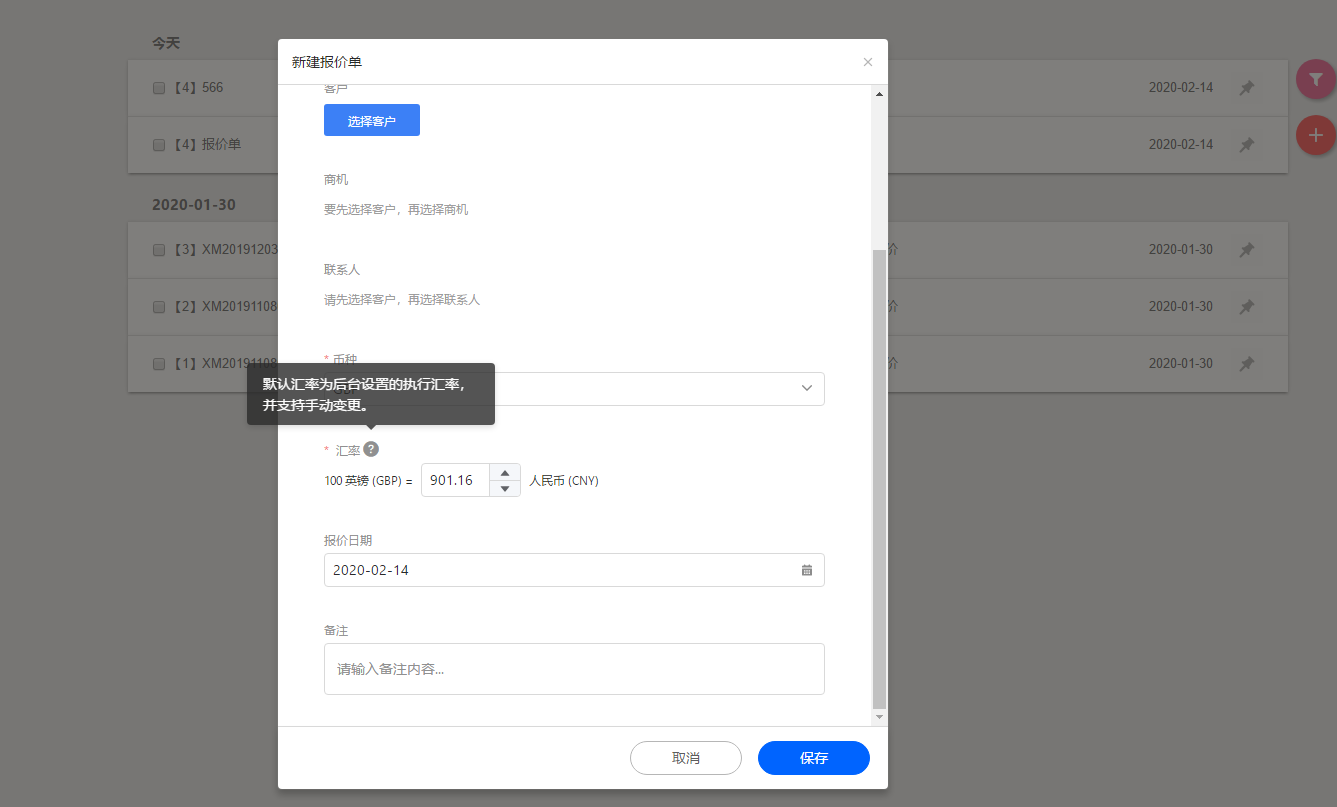 今天
【4】566
2020-02-14
【4】报价单
2020-02-14
2020-01-30
【3】XM20191203
价
2020-01-30
【2】XM20191108
价
2020-01-30
【1】XM20191108
价
2020-01-30
新建报价单
客户
选择客户
商机
要先选择客户，再选择商机
联系人
请先选择客户，再选择联系人
* 币种
默认汇率为后台设置的执行汇率，
并支持手动变更。
* 汇率 ?
100 英镑 (GBP) = 901.16 人民币 (CNY)
报价日期
2020-02-14
备注
请输入备注内容...
取消
保存